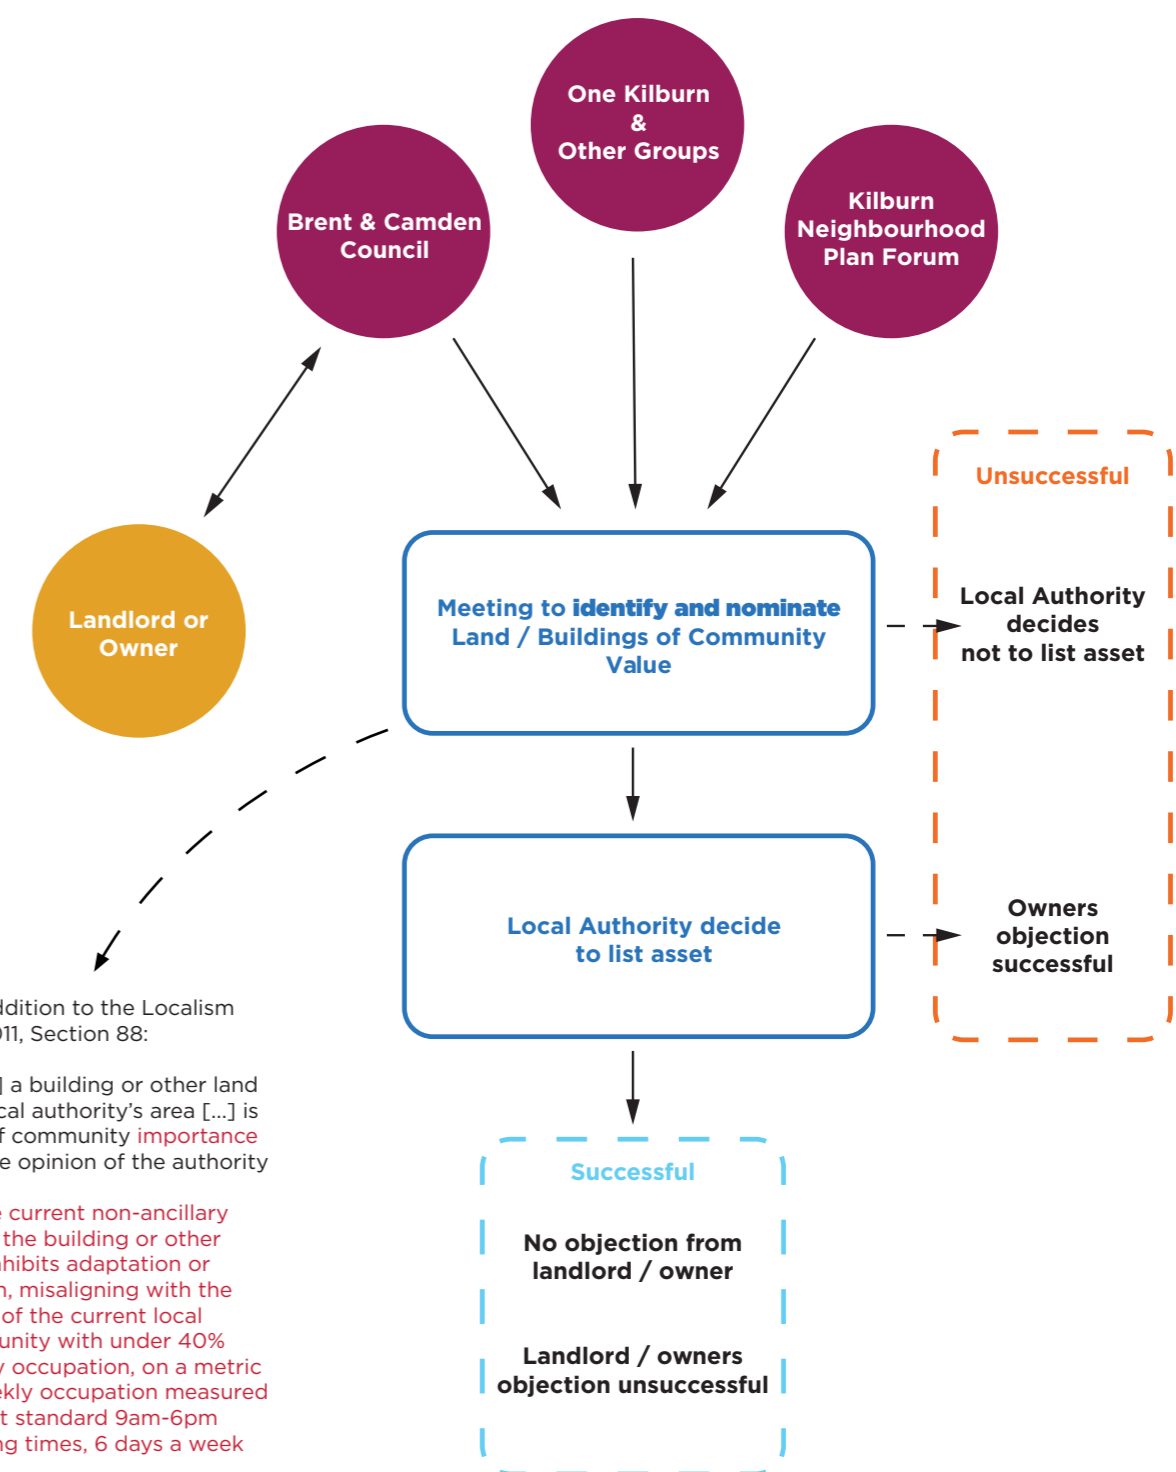 One Kilburn
&
Other Groups
Brent & Camden
Council
Kilburn
Neighbourhood
Plan Forum
Landlord or
Owner
Meeting to identify and nominate
Land / Buildings of Community
Value
Unsuccessful
Local Authority
decides
not to list asset
Local Authority decide
to list asset
Owners
objection
successful
Successful
No objection from
landlord / owner
Landlord / owners
objection unsuccessful
to the Localism
Section 88:
] a building or other land
authority's area [...] is
community importance
opinion of the authority
current non-ancillary
the building or other
adaptation or
misaligning with the
of the current local
with under 40%
occupation, on a metric
occupation measured
standard 9am-6pm
times, 6 days a week